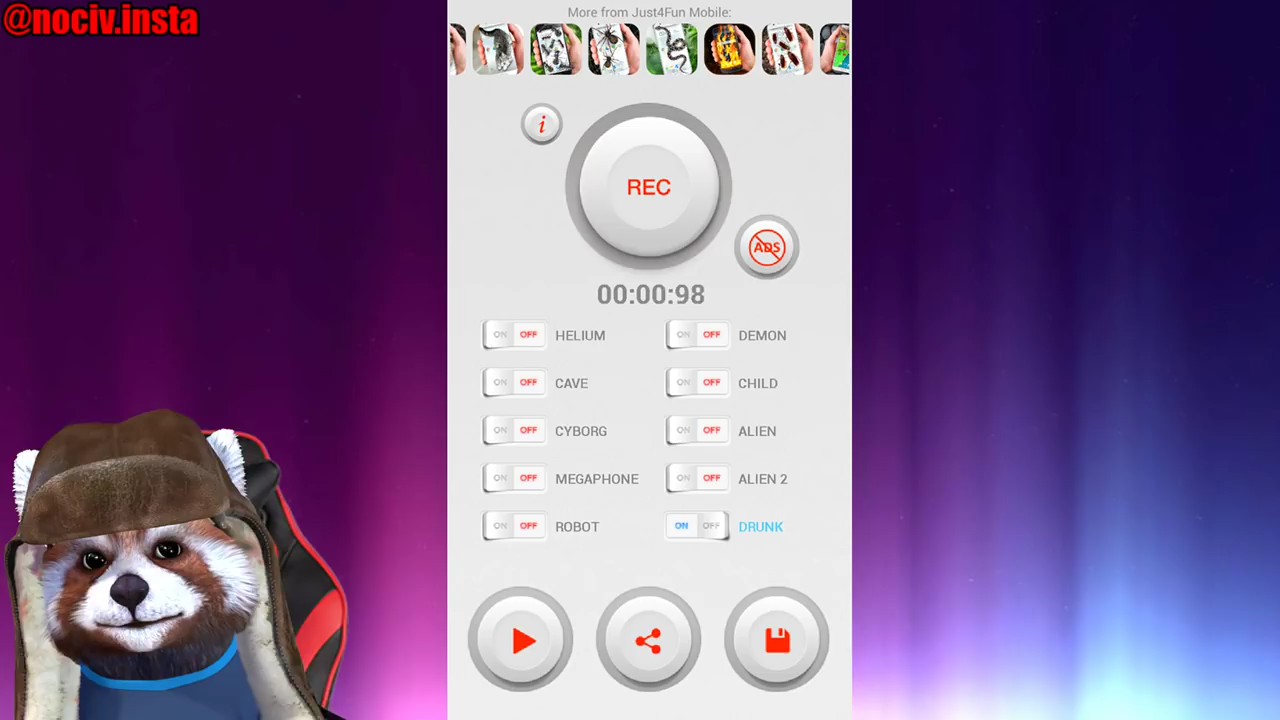 @nociv.insta
More from Just4Fun Mobile:
i
REC
ADS
00:00:98
ON OFF HELIUM ON OFF DEMON
ON OFF CAVE ON OFF CHILD
ON OFF CYBORG ON OFF ALIEN
ON OFF MEGAPHONE ON OFF ALIEN 2
ON OFF ROBOT ON OFF DRUNK